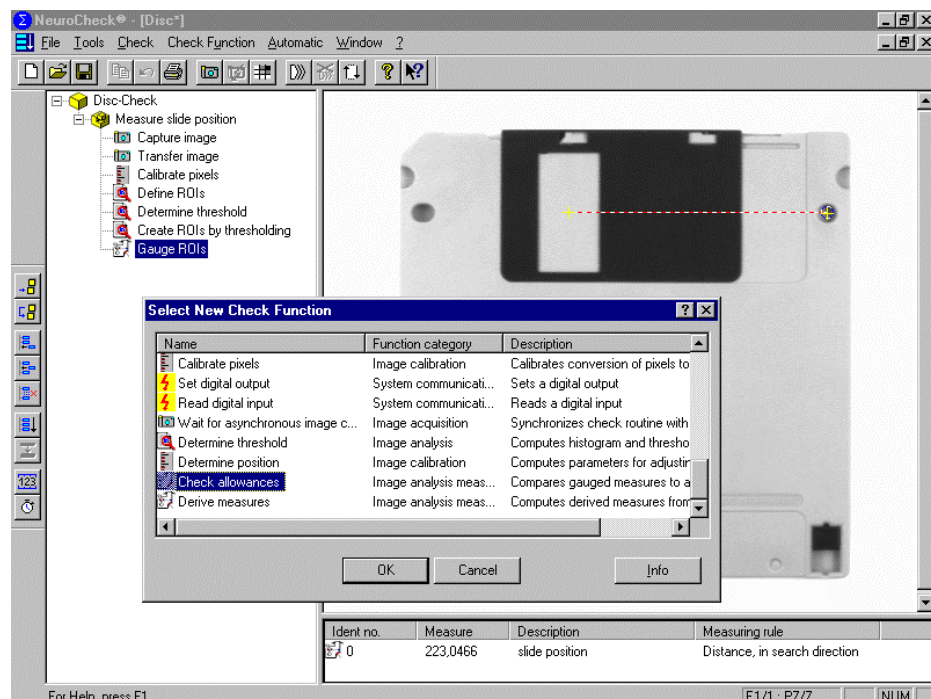 NeuroCheck® - [Disc*]
File Tools Check Check Function Automatic Window ?
Disc-Check
Measure slide position
Capture image
Transfer image
Calibrate pixels
Define ROIs
Determine threshold
Create ROIs by thresholding
Gauge ROIs
Select New Check Function
Name Function category Description
Calibrate pixels Image calibration Calibrates conversion of pixels to
Set digital output System communicati... Sets a digital output
Read digital input System communicati... Reads a digital input
Wait for asynchronous image c... Image acquisition Synchronizes check routine with
Determine threshold Image analysis Computes histogram and thresho
Determine position Image calibration Computes parameters for adjustin
Check allowances Image analysis meas... Compares gauged measures to a
Derive measures Image analysis meas... Computes derived measures from
OK Cancel Info
123
Ident no. Measure Description Measuring rule
0 223,0466 slide position Distance, in search direction
For Help, press F1 F1/1 : P7/7 NUM